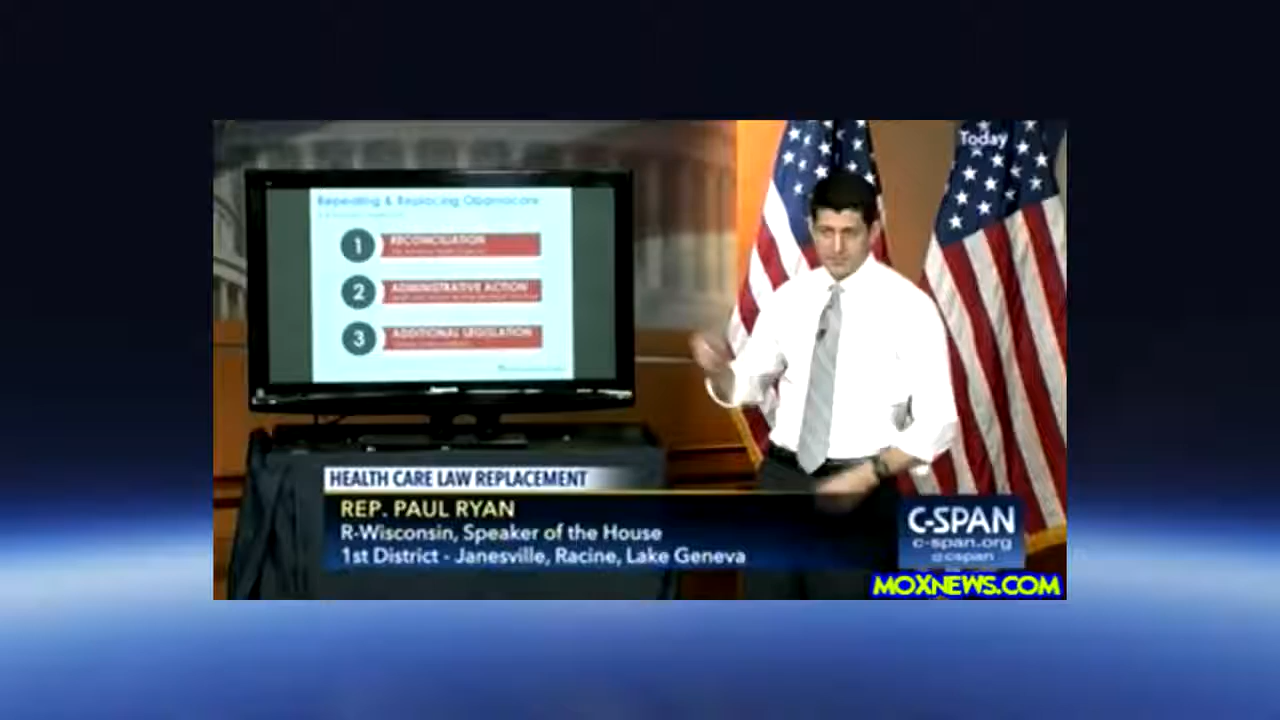 Today
Repealing & Replacing Obamacare
1
RECONCILIATION
2
ADMINISTRATIVE ACTION
3
ADDITIONAL LEGISLATION
HEALTH CARE LAW REPLACEMENT
REP. PAUL RYAN
R-Wisconsin, Speaker of the House
1st District - Janesville, Racine, Lake Geneva
C-SPAN
c-span.org
@cspan
MOXNEWS.COM